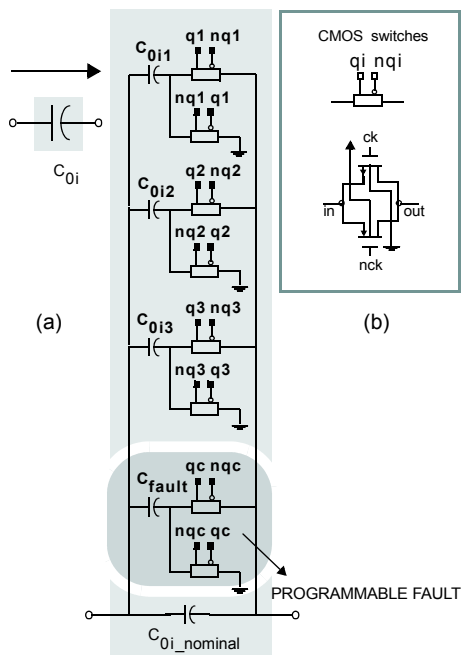 q1 nq1
C0i1
nq1 q1
C0i
q2 nq2
C0i2
nq2 q2
(a)
q3 nq3
C0i3
nq3 q3
qc nqc
Cfault
nqc qc
PROGRAMMABLE FAULT
C0i_nominal
CMOS switches
qi nqi
ck
in
out
nck
(b)